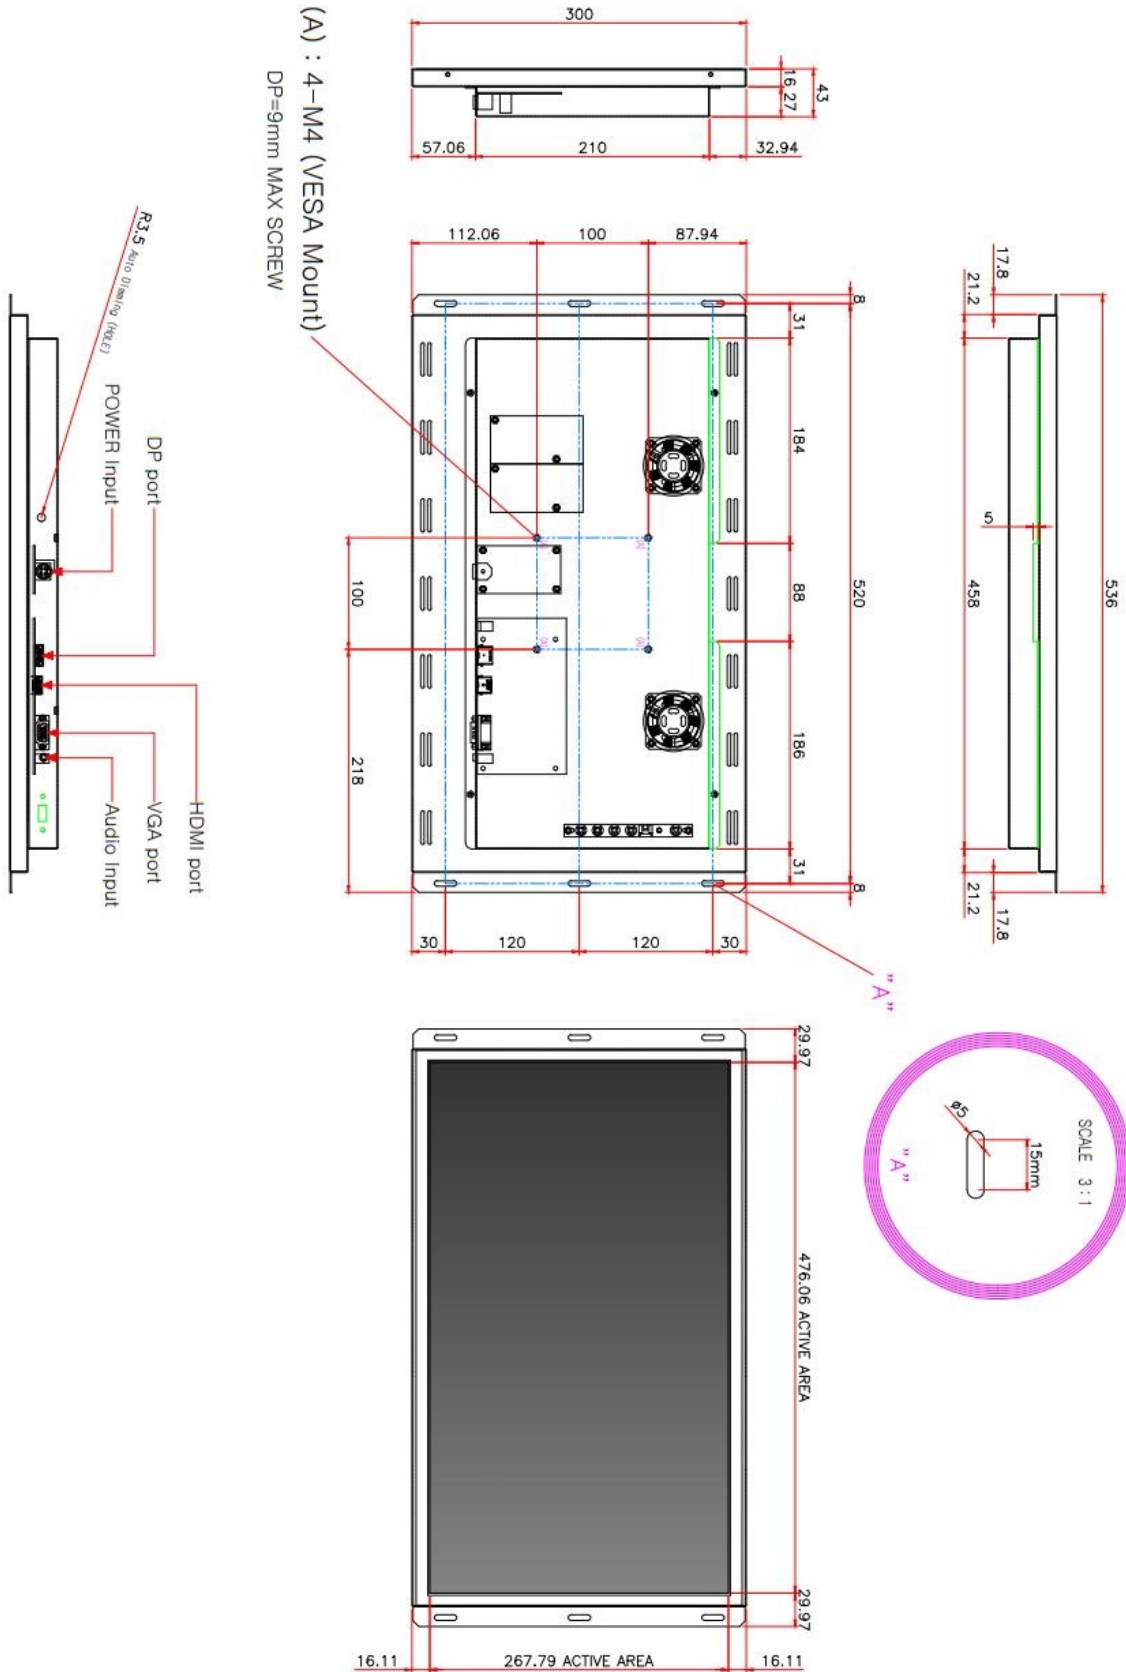 300
16
27
43
57.06
210
32.94
(A) : 4-M4 (VESA Mount)
DP=9mm MAX SCREW
112.06
100
87.94
8
31
184
88
186
31
8
520
100
218
30
120
120
30
(A)
(A)
(A)
(A)
"A"
17.8
21.2
5
458
536
21.2
17.8
R3.5 Auto Dimming (HOLE)
POWER Input
DP port
HDMI port
VGA port
Audio Input
SCALE 3:1
15mm
ø5
"A"
29.97
476.06 ACTIVE AREA
29.97
16.11
267.79 ACTIVE AREA
16.11